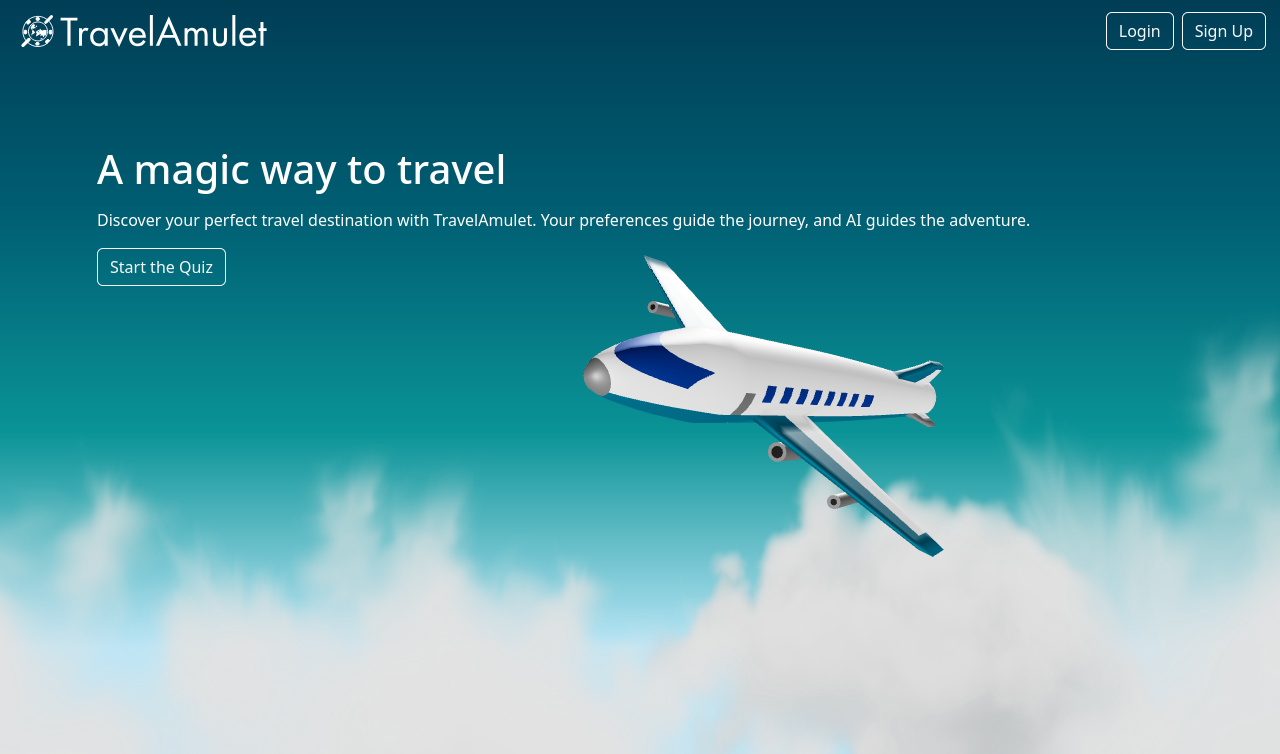 TravelAmulet
Login
Sign Up
A magic way to travel
Discover your perfect travel destination with TravelAmulet. Your preferences guide the journey, and AI guides the adventure.
Start the Quiz